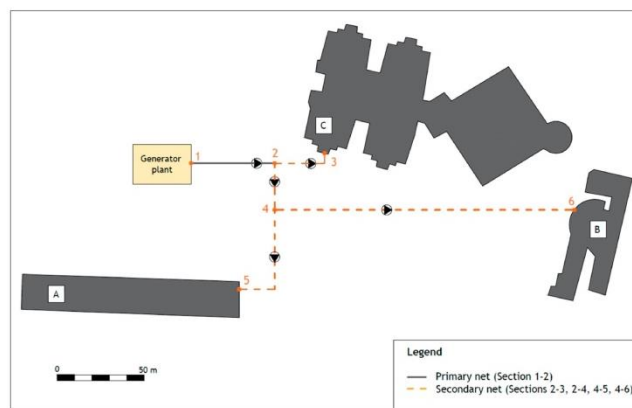 C
Generator
plant
1
2
3
4
6
B
5
A
0
50 m
Legend
Primary net (Section 1-2)
Secondary net (Sections 2-3, 2-4, 4-5, 4-6)